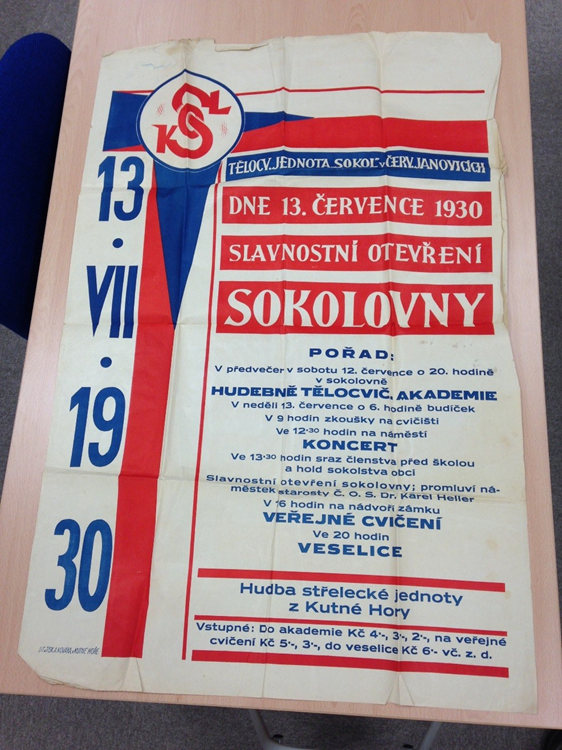 SOKOL
13
•
VII
•
19
30
TĚLOCV. JEDNOTA „SOKOL" V ČERV. JANOVICÍCH
DNE 13. ČERVENCE 1930
SLAVNOSTNÍ OTEVŘENÍ
SOKOLOVNY
POŘAD:
V předvečer v sobotu 12. července o 20. hodině
v sokolovně
HUDEBNĚ TĚLOCVIČ. AKADEMIE
V neděli 13. července o 6. hodině budíček
V 9 hodin zkoušky na cvičišti
Ve 12·30 hodin na náměstí
KONCERT
Ve 13·30 hodin sraz členstva před školou
a hold sokolstva obci
Slavnostní otevření sokolovny; promluví ná-
městek starosty Č. O. S. Dr. Karel Heller
V 16 hodin na nádvoří zámku
VEŘEJNÉ CVIČENÍ
Ve 20 hodin
VESELICE
Hudba střelecké jednoty
z Kutné Hory
Vstupné: Do akademie Kč 4·-, 3·-, 2·-, na veřejné
cvičení Kč 5·-, 3·-, do veselice Kč 6·- vč. z. d.
KUTNÉ HOŘE